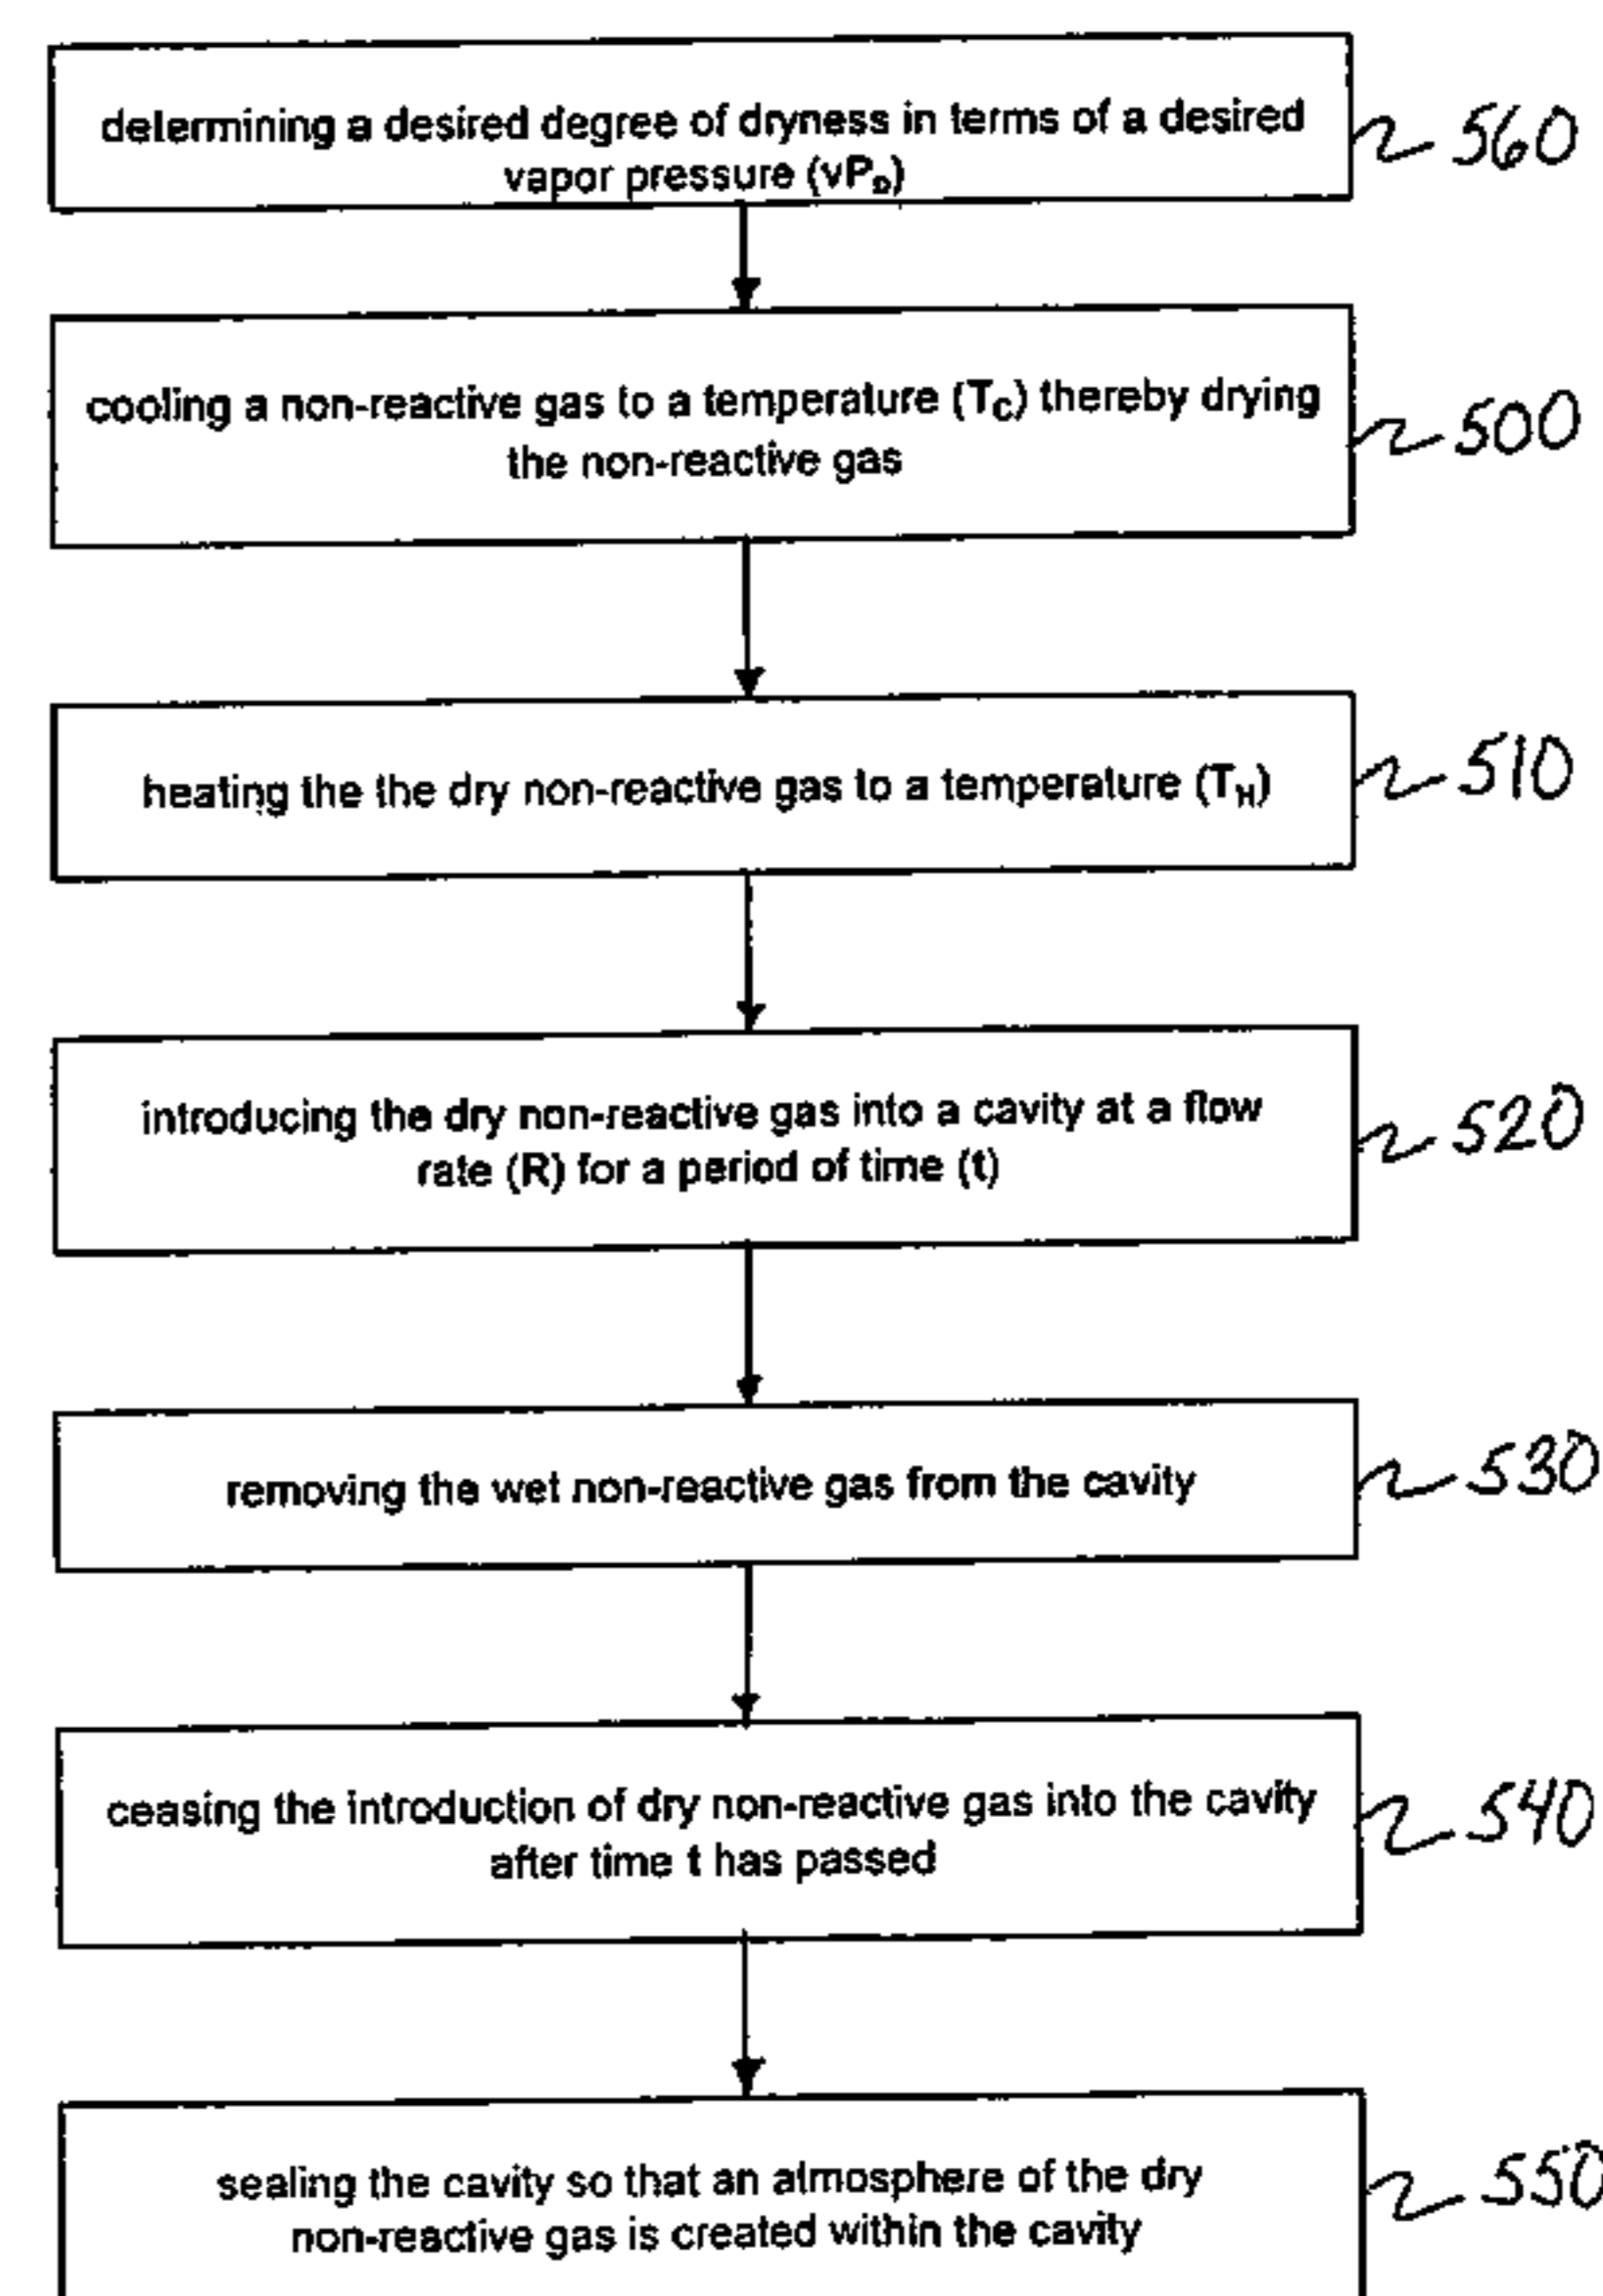 determining a desired degree of dryness in terms of a desired
vapor pressure (vPD)
560
cooling a non-reactive gas to a temperature (TC) thereby drying
the non-reactive gas
500
heating the the dry non-reactive gas to a temperature (TH)
510
introducing the dry non-reactive gas into a cavity at a flow
rate (R) for a period of time (t)
520
removing the wet non-reactive gas from the cavity
530
ceasing the introduction of dry non-reactive gas into the cavity
after time t has passed
540
sealing the cavity so that an atmosphere of the dry
non-reactive gas is created within the cavity
550